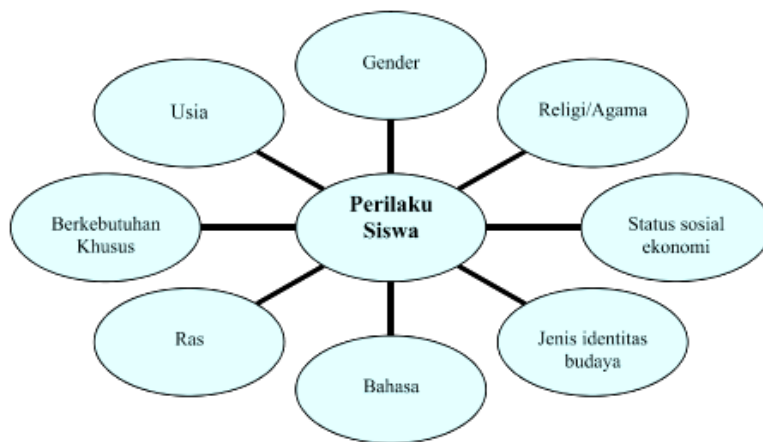 Gender
Usia
Religi/Agama
Perilaku
Siswa
Berkebutuhan
Khusus
Status sosial
ekonomi
Ras
Jenis identitas
budaya
Bahasa